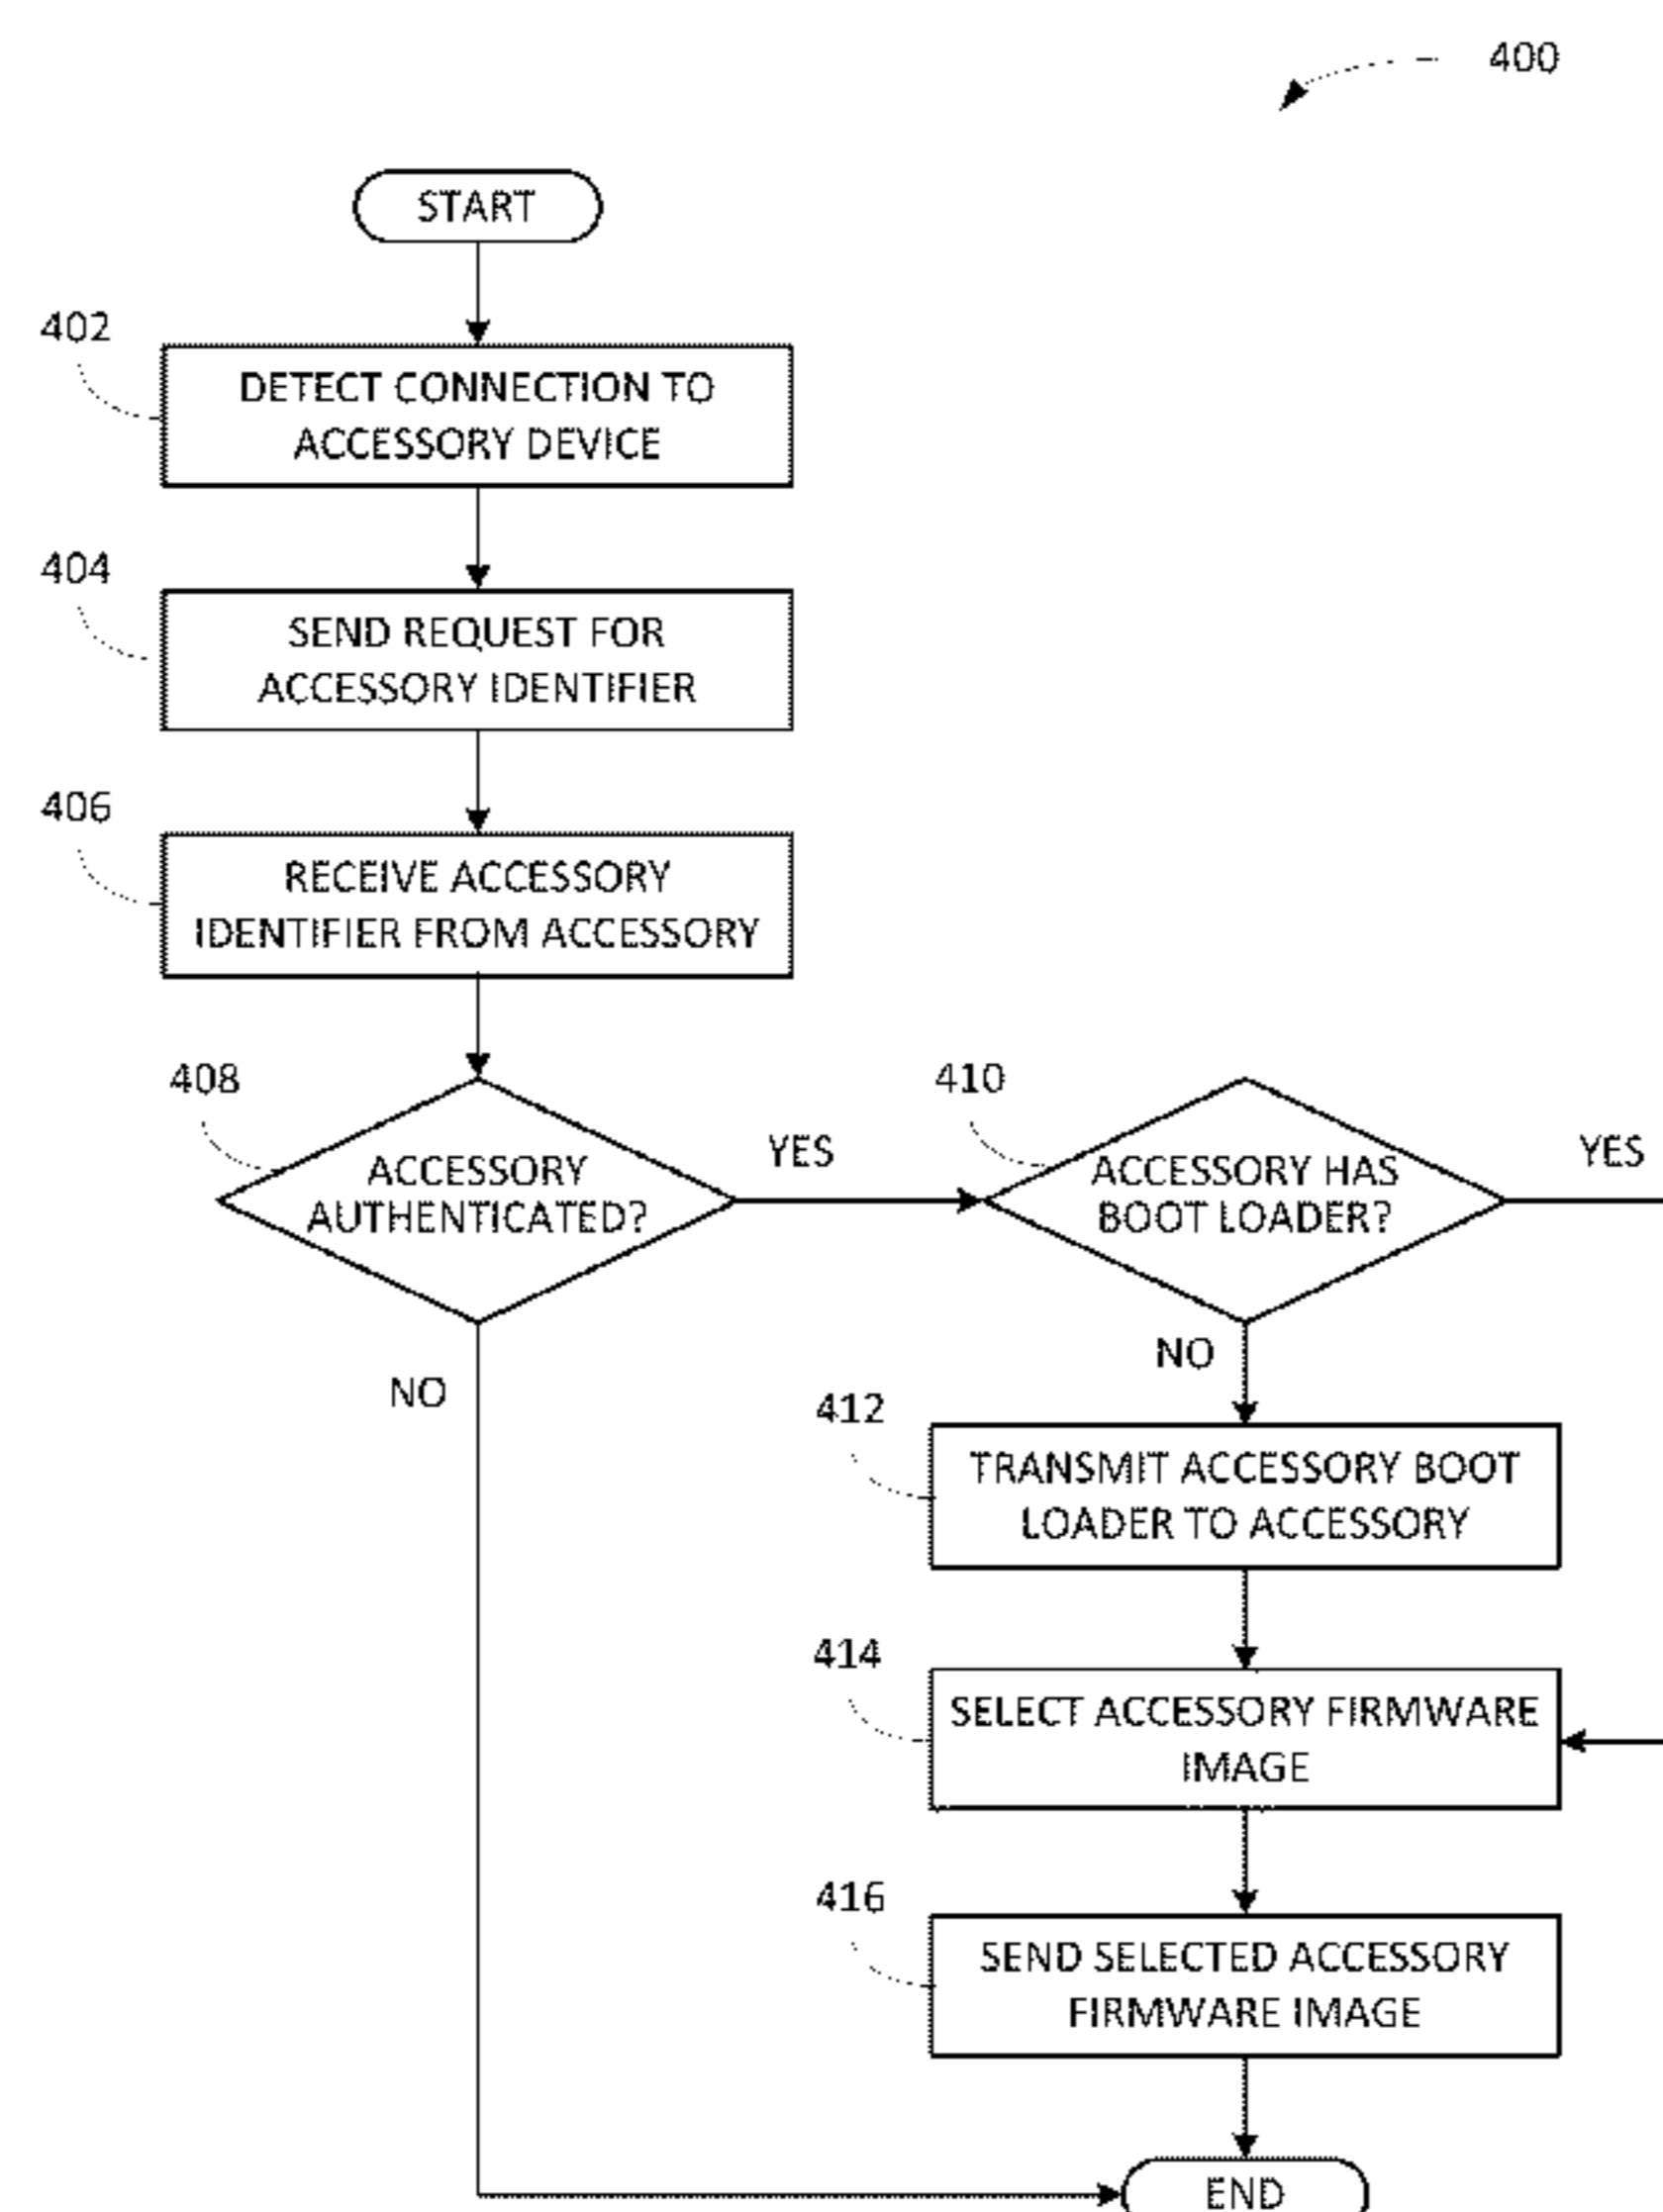 400
START
402
DETECT CONNECTION TO
ACCESSORY DEVICE
404
SEND REQUEST FOR
ACCESSORY IDENTIFIER
406
RECEIVE ACCESSORY
IDENTIFIER FROM ACCESSORY
408
ACCESSORY
AUTHENTICATED?
YES
NO
410
ACCESSORY HAS
BOOT LOADER?
YES
NO
412
TRANSMIT ACCESSORY BOOT
LOADER TO ACCESSORY
414
SELECT ACCESSORY FIRMWARE
IMAGE
416
SEND SELECTED ACCESSORY
FIRMWARE IMAGE
END